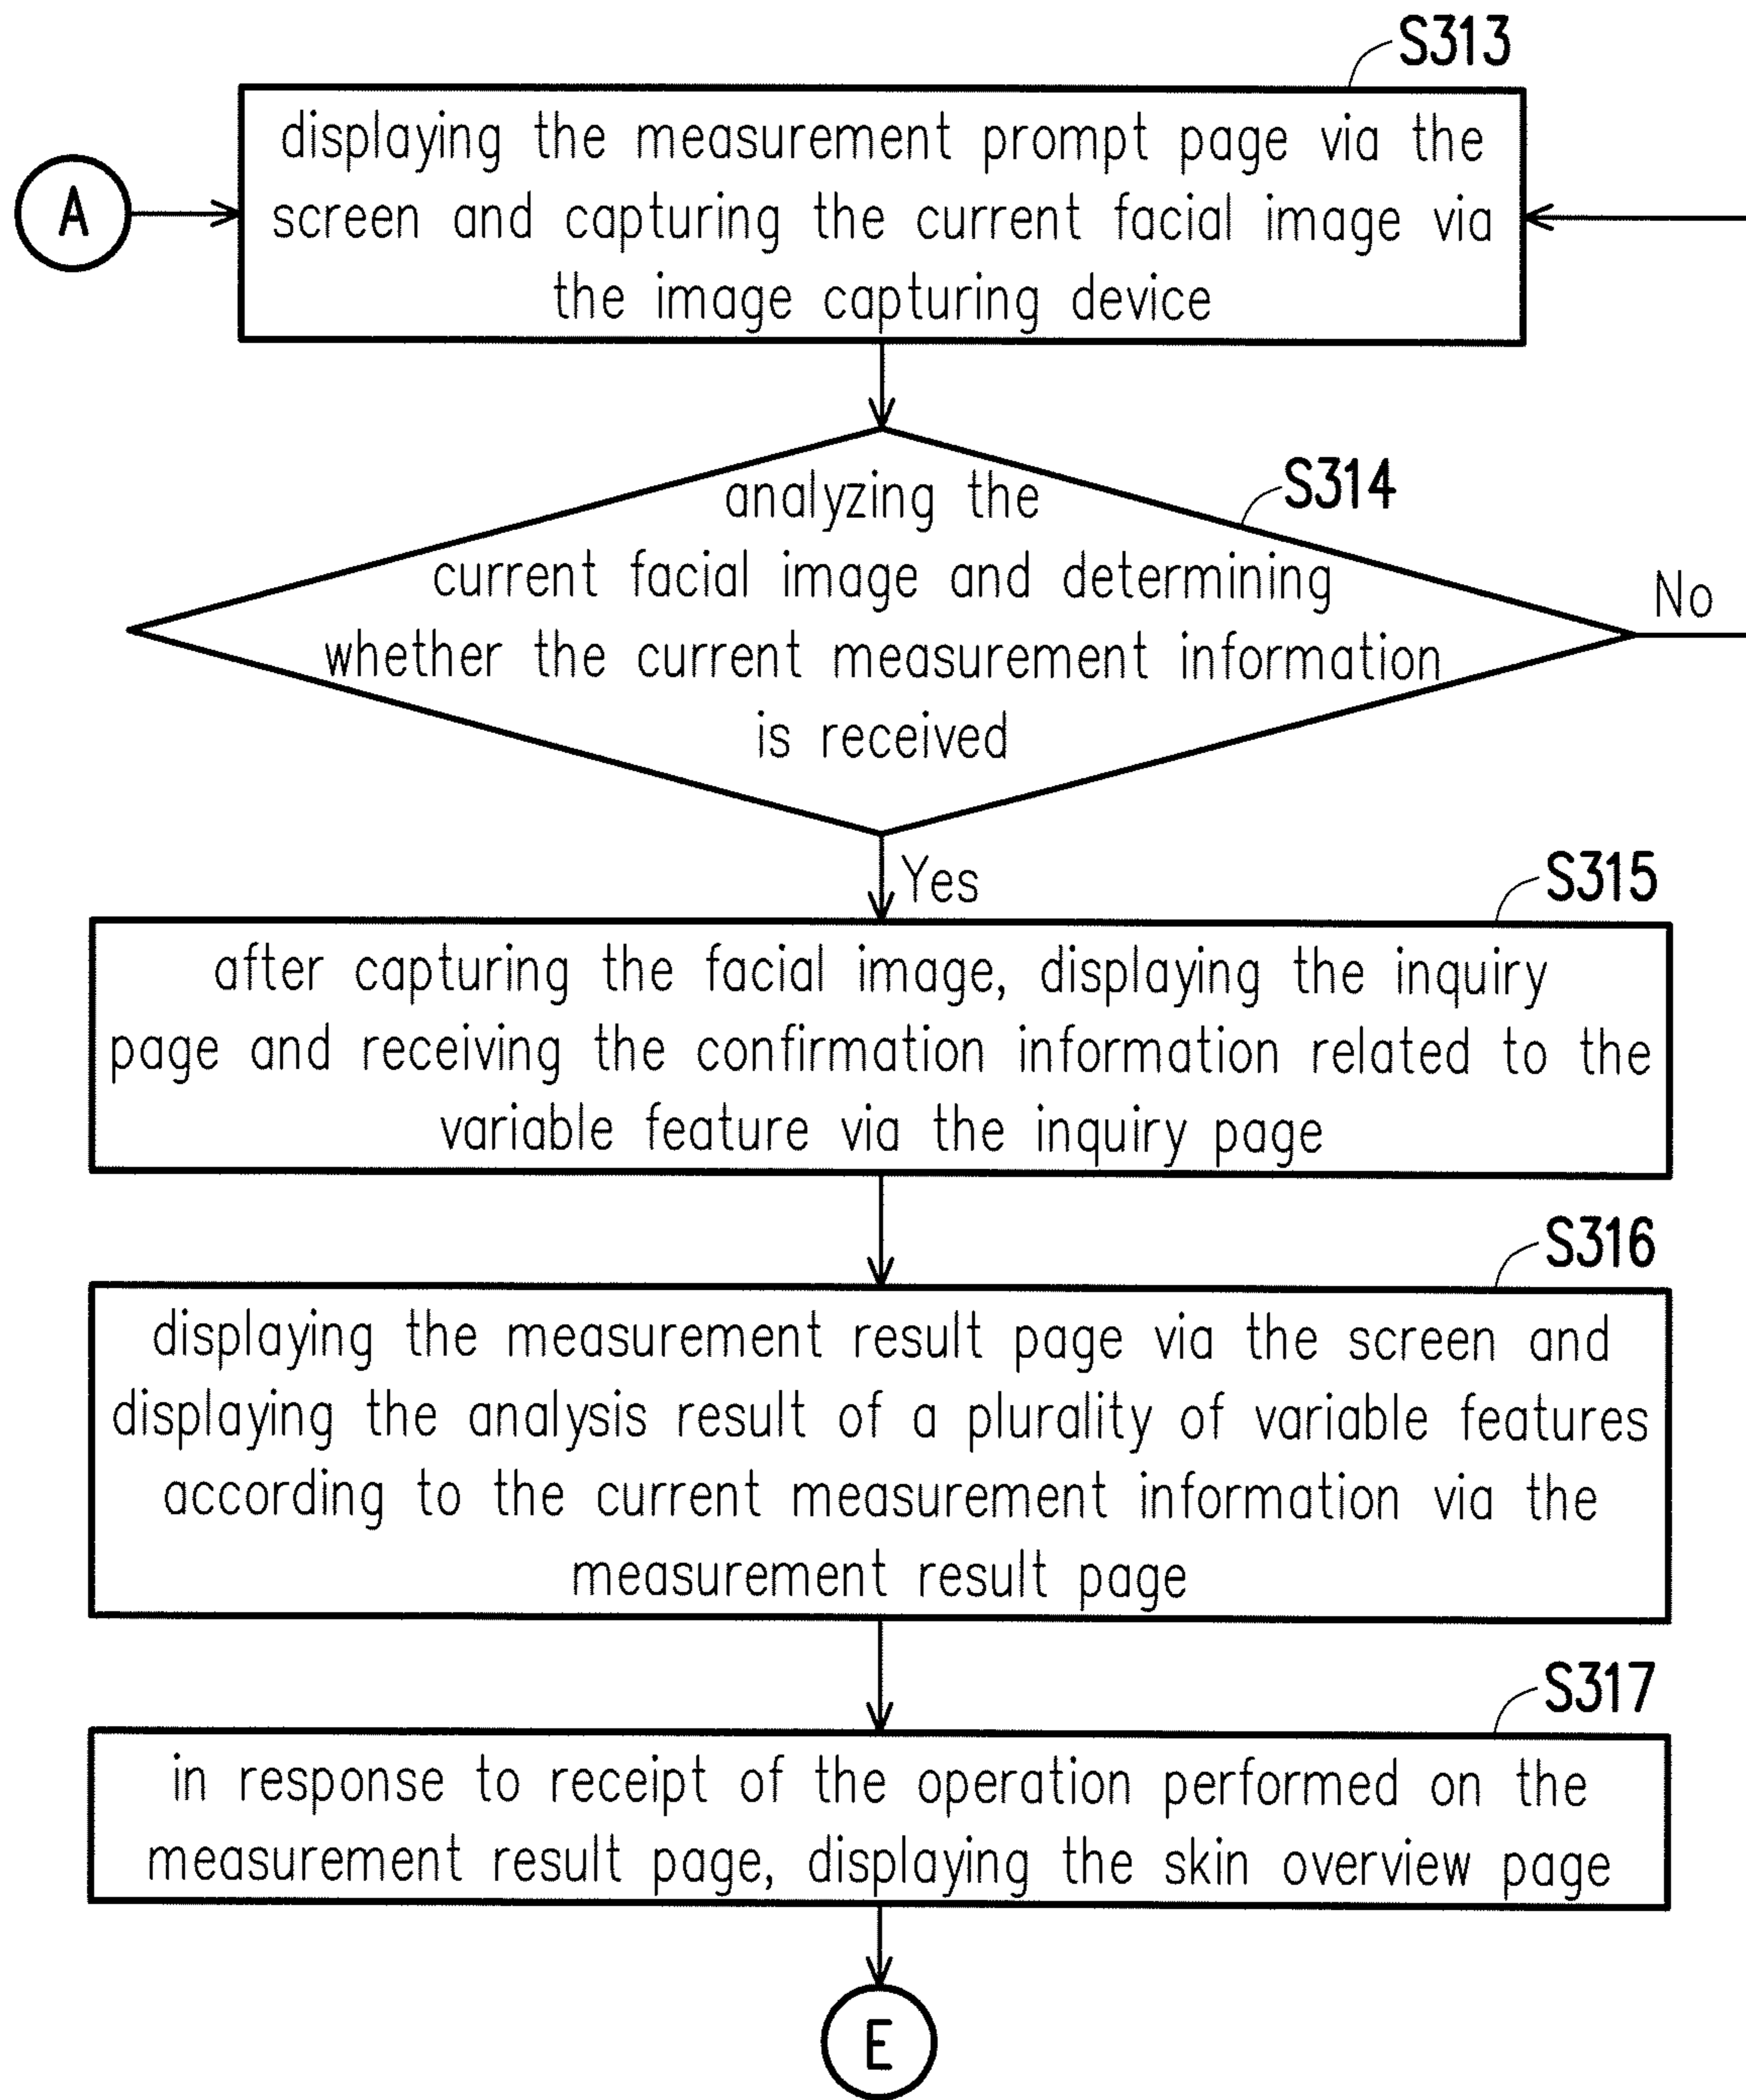 S313
displaying the measurement prompt page via the
screen and capturing the current facial image via
the image capturing device
A
S314
analyzing the
current facial image and determining
whether the current measurement information
is received
No
Yes
S315
after capturing the facial image, displaying the inquiry
page and receiving the confirmation information related to the
variable feature via the inquiry page
S316
displaying the measurement result page via the screen and
displaying the analysis result of a plurality of variable features
according to the current measurement information via the
measurement result page
S317
in response to receipt of the operation performed on the
measurement result page, displaying the skin overview page
E